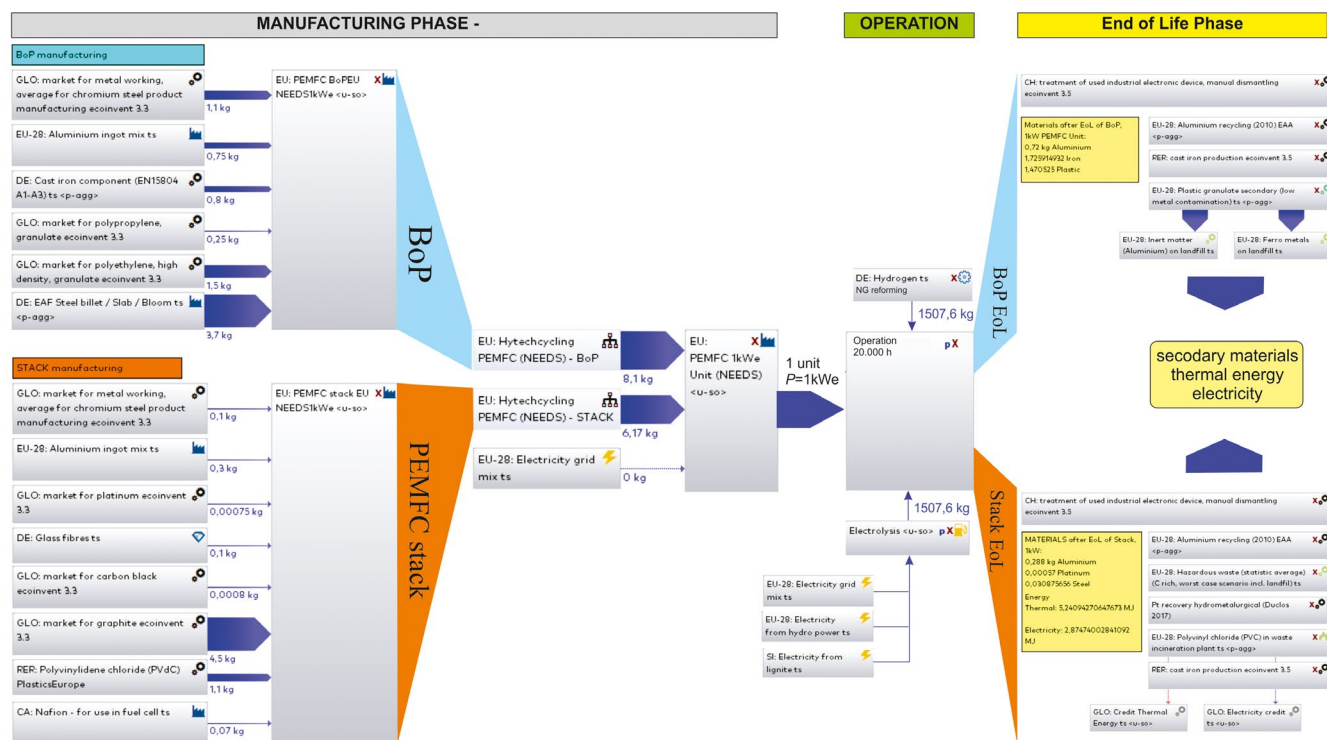 MANUFACTURING PHASE -
OPERATION
End of Life Phase
BoP manufacturing
GLO: market for metal working,
average for chromium steel product
manufacturing ecoinvent 3.3
1,1 kg
EU-28: Aluminium ingot mix ts
0,75 kg
DE: Cast iron component (EN15804
A1-A3) ts <p-agg>
0,8 kg
GLO: market for polypropylene,
granulate ecoinvent 3.3
0,25 kg
GLO: market for polyethylene, high
density, granulate ecoinvent 3.3
1,5 kg
DE: EAF Steel billet / Slab / Bloom ts
<p-agg>
3,7 kg
EU: PEMFC BoPEU
NEEDS1kWe <u-so>
X
BoP
STACK manufacturing
GLO: market for metal working,
average for chromium steel product
manufacturing ecoinvent 3.3
0,1 kg
EU-28: Aluminium ingot mix ts
0,3 kg
GLO: market for platinum ecoinvent
3.3
0,00075 kg
DE: Glass fibres ts
0,1 kg
GLO: market for carbon black
ecoinvent 3.3
0,0008 kg
GLO: market for graphite ecoinvent
3.3
4,5 kg
RER: Polyvinylidene chloride (PVdC)
PlasticsEurope
1,1 kg
CA: Nafion - for use in fuel cell ts
0,07 kg
EU: PEMFC stack EU
NEEDS1kWe <u-so>
X
PEMFC stack
EU: Hytechcycling
PEMFC (NEEDS) - BoP
8,1 kg
EU: Hytechcycling
PEMFC (NEEDS) - STACK
6,17 kg
EU-28: Electricity grid
mix ts
0 kg
EU:
PEMFC 1kWe
Unit (NEEDS)
<u-so>
X
1 unit
P=1kWe
DE: Hydrogen ts
NG reforming
X
1507,6 kg
Operation
20.000 h
pX
1507,6 kg
Electrolysis <u-so>
pX
EU-28: Electricity grid
mix ts
EU-28: Electricity
from hydro power ts
SI: Electricity from
lignite ts
BoP EoL
Stack EoL
CH: treatment of used industrial electronic device, manual dismantling
ecoinvent 3.5
X
Materials after EoL of BoP,
1kW PEMFC Unit:
0,72 kg Aluminium
1,725914932 Iron
1,470525 Plastic
EU-28: Aluminium recycling (2010) EAA
<p-agg>
X
RER: cast iron production ecoinvent 3.5
X
EU-28: Plastic granulate secondary (low
metal contamination) ts <p-agg>
X
EU-28: Inert matter
(Aluminium) on landfill ts
EU-28: Ferro metals
on landfill ts
secodary materials
thermal energy
electricity
CH: treatment of used industrial electronic device, manual dismantling
ecoinvent 3.5
X
MATERIALS after EoL of Stack,
1kW:
0,288 kg Aluminium
0,00057 Platinum
0,030875656 Steel
Energy
Thermal: 5,24094270647673 MJ
Electricity: 2,87474002841092
MJ
EU-28: Aluminium recycling (2010) EAA
<p-agg>
X
EU-28: Hazardous waste (statistic average)
(C rich, worst case scenario incl. landfil) ts
X
Pt recovery hydrometalurgical (Duclos
2017)
X
EU-28: Polyvinyl chloride (PVC) in waste
incineration plant ts <p-agg>
X
RER: cast iron production ecoinvent 3.5
X
GLO: Credit Thermal
Energy ts <u-so>
GLO: Electricity credit
ts <u-so>